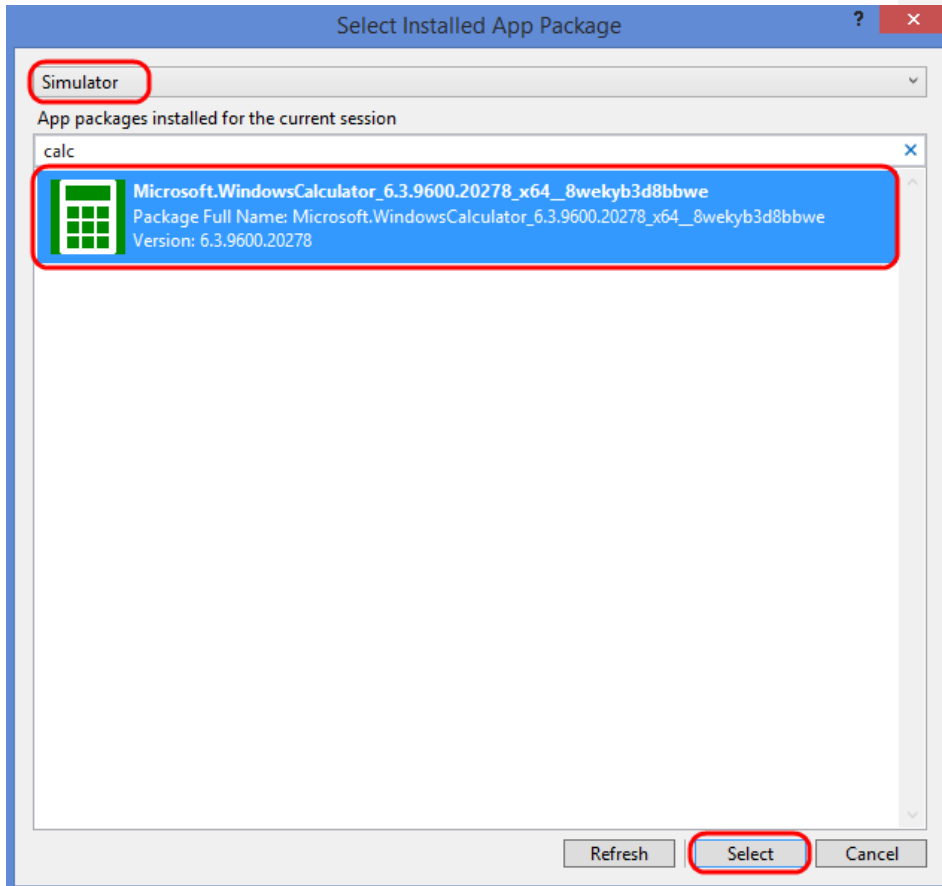 Select Installed App Package
?
Simulator
App packages installed for the current session
calc
Microsoft.WindowsCalculator_6.3.9600.20278_x64__8wekyb3d8bbwe
Package Full Name: Microsoft.WindowsCalculator_6.3.9600.20278_x64__8wekyb3d8bbwe
Version: 6.3.9600.20278
Refresh
Select
Cancel